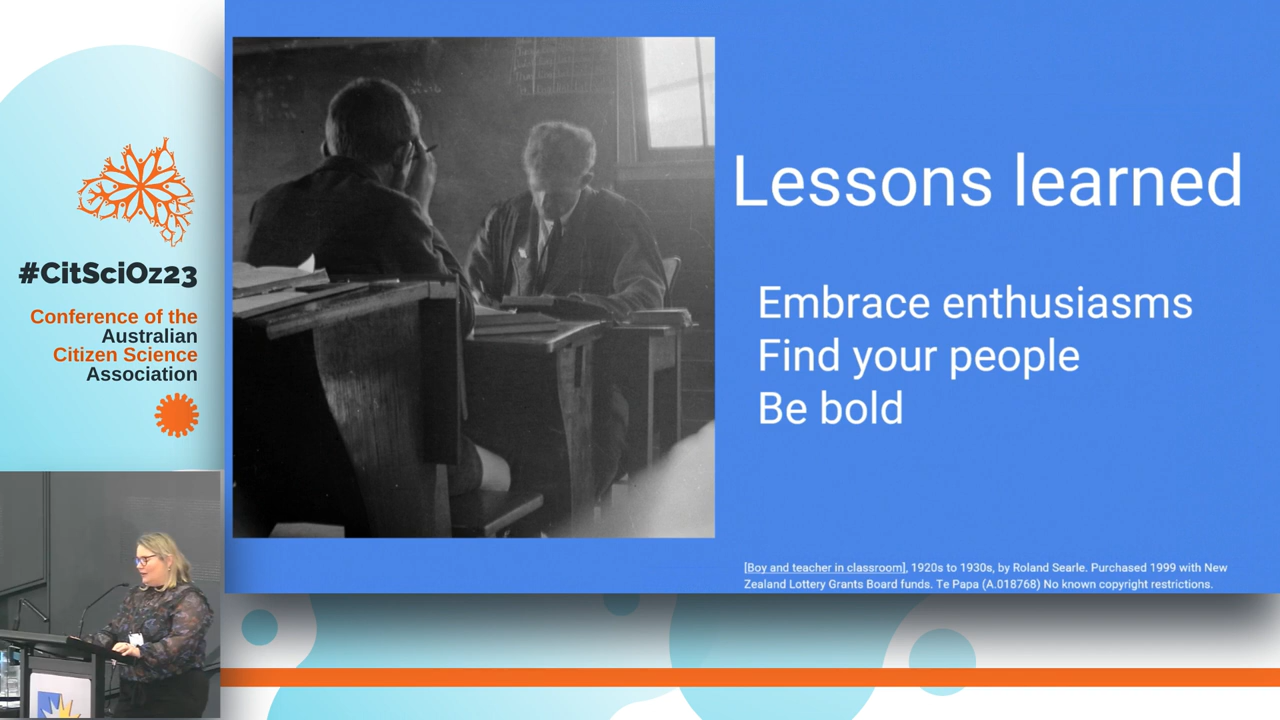 #CitSciOz23
Conference of the
Australian
Citizen Science
Association
Lessons learned
Embrace enthusiasms
Find your people
Be bold
[Boy and teacher in classroom], 1920s to 1930s, by Roland Searle. Purchased 1999 with New
Zealand Lottery Grants Board funds. Te Papa (A.018768) No known copyright restrictions.